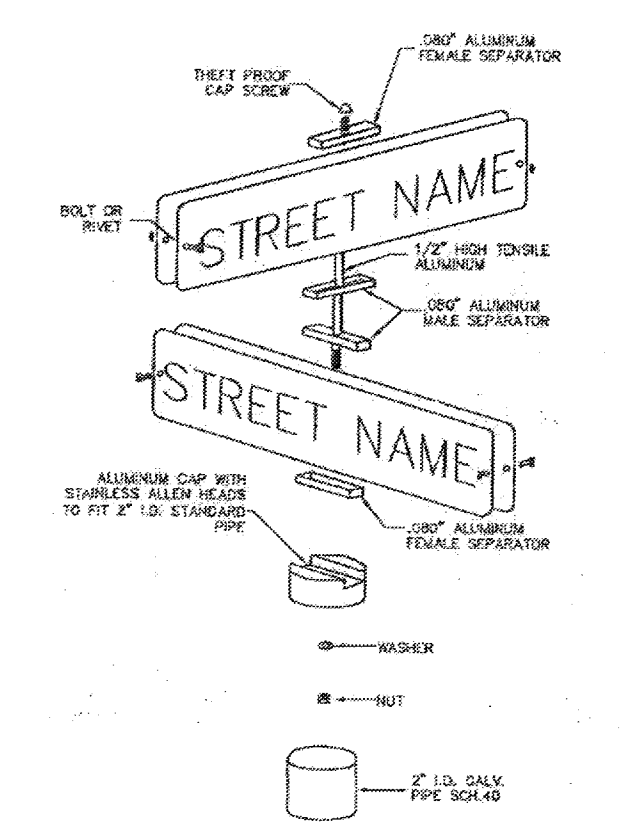 .080" ALUMINUM
FEMALE SEPARATOR
THEFT PROOF
CAP SCREW
STREET NAME
BOLT OR
RIVET
1/2" HIGH TENSILE
ALUMINUM
.080" ALUMINUM
MALE SEPARATOR
STREET NAME
ALUMINUM CAP WITH
STAINLESS ALLEN HEADS
TO FIT 2" I.D. STANDARD
PIPE
.080" ALUMINUM
FEMALE SEPARATOR
WASHER
NUT
2" I.D. GALV.
PIPE SCH.40